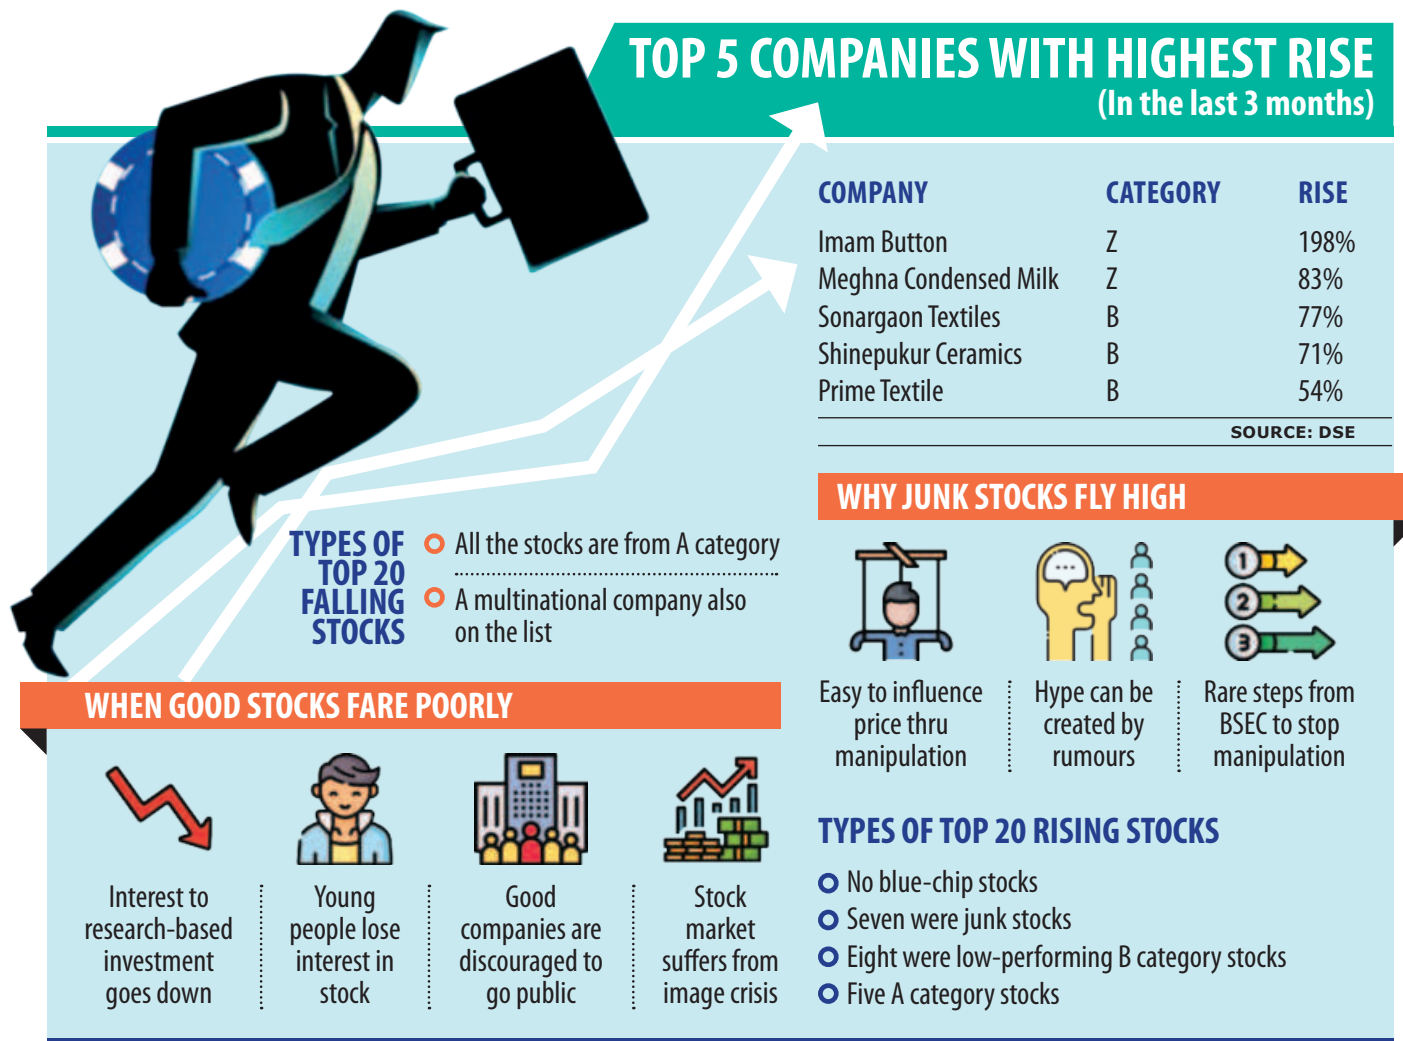 TOP 5 COMPANIES WITH HIGHEST RISE
(In the last 3 months)
COMPANY CATEGORY RISE
Imam Button Z 198%
Meghna Condensed Milk Z 83%
Sonargaon Textiles B 77%
Shinepukur Ceramics B 71%
Prime Textile B 54%
SOURCE: DSE
TYPES OF
TOP 20
FALLING
STOCKS
All the stocks are from A category
A multinational company also
on the list
WHY JUNK STOCKS FLY HIGH
1
2
3
Easy to influence
price thru
manipulation
Hype can be
created by
rumours
Rare steps from
BSEC to stop
manipulation
WHEN GOOD STOCKS FARE POORLY
Interest to
research-based
investment
goes down
Young
people lose
interest in
stock
Good
companies are
discouraged to
go public
Stock
market
suffers from
image crisis
TYPES OF TOP 20 RISING STOCKS
No blue-chip stocks
Seven were junk stocks
Eight were low-performing B category stocks
Five A category stocks